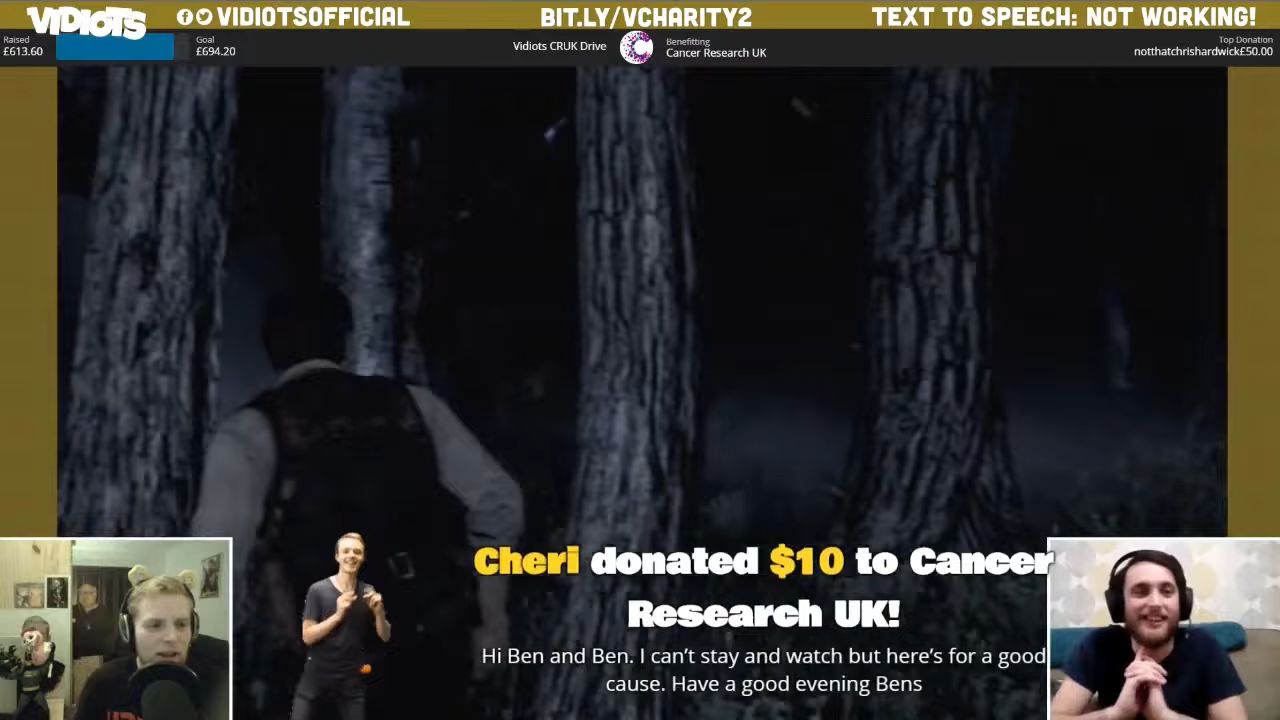 VIDIOTS
VIDIOTSOFFICIAL
BIT.LY/VCHARITY2
TEXT TO SPEECH: NOT WORKING!
Raised
£613.60
Goal
£694.20
Vidiots CRUK Drive
Benefitting
Cancer Research UK
Top Donation
notthatchrishardwick£50.00
Cheri donated $10 to Cancer
Research UK!
Hi Ben and Ben. I can't stay and watch but here's for a good
cause. Have a good evening Bens